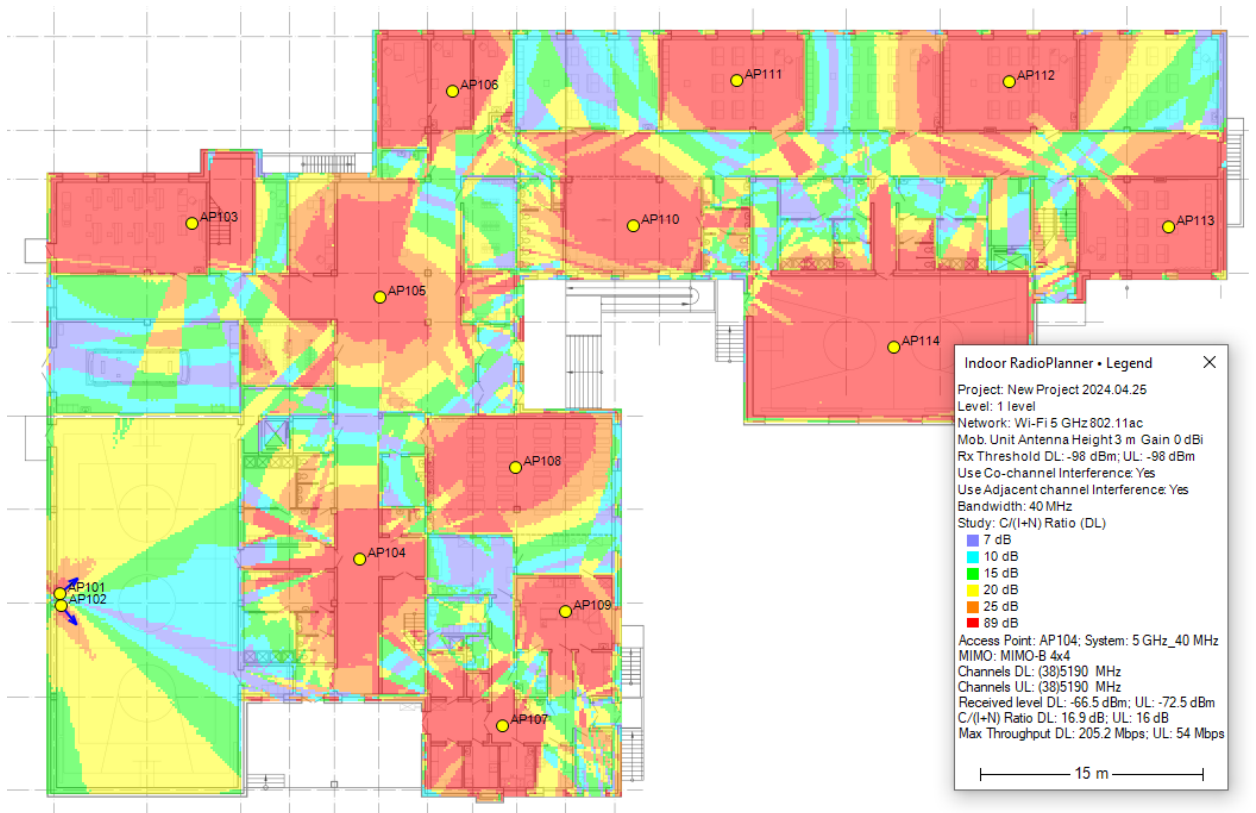 AP106
AP111
AP112
AP103
AP110
AP113
AP105
AP114
AP108
AP104
AP101
AP102
AP109
AP107
Indoor RadioPlanner • Legend
Project: New Project 2024.04.25
Level: 1 level
Network: Wi-Fi 5 GHz 802.11ac
Mob. Unit Antenna Height 3 m Gain 0 dBi
Rx Threshold DL: -98 dBm; UL: -98 dBm
Use Co-channel Interference: Yes
Use Adjacent channel Interference: Yes
Bandwidth: 40 MHz
Study: C/(I+N) Ratio (DL)
7 dB
10 dB
15 dB
20 dB
25 dB
89 dB
Access Point: AP104; System: 5 GHz_40 MHz
MIMO: MIMO-B 4x4
Channels DL: (38)5190 MHz
Channels UL: (38)5190 MHz
Received level DL: -66.5 dBm; UL: -72.5 dBm
C/(I+N) Ratio DL: 16.9 dB; UL: 16 dB
Max Throughput DL: 205.2 Mbps; UL: 54 Mbps
15 m